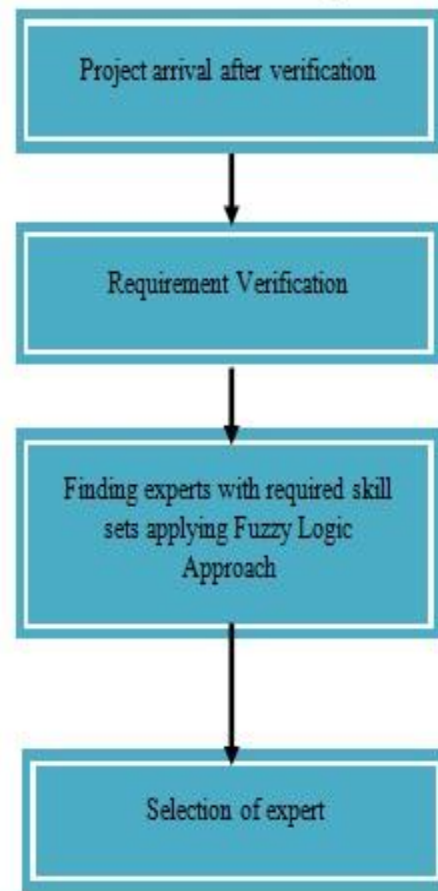 Project arrival after verification
Requirement Verification
Finding experts with required skill
sets applying Fuzzy Logic
Approach
Selection of expert